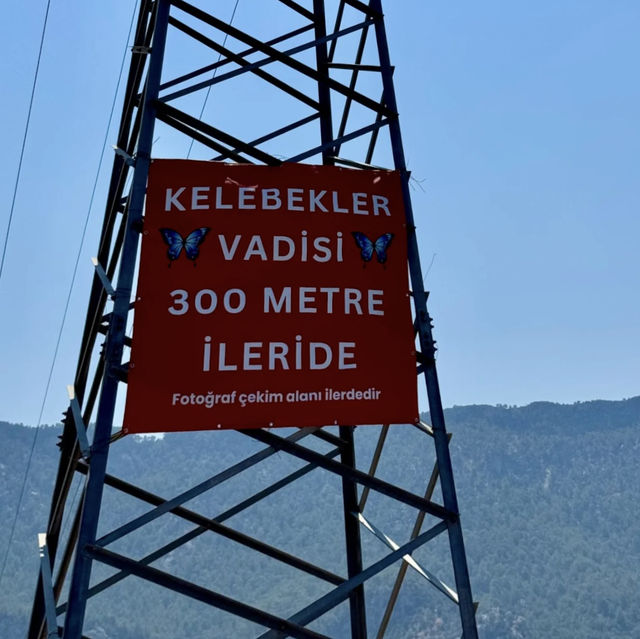 KELEBEKLER
VADİSİ
300 METRE
İLERİDE
Fotoğraf çekim alanı ilerdedir